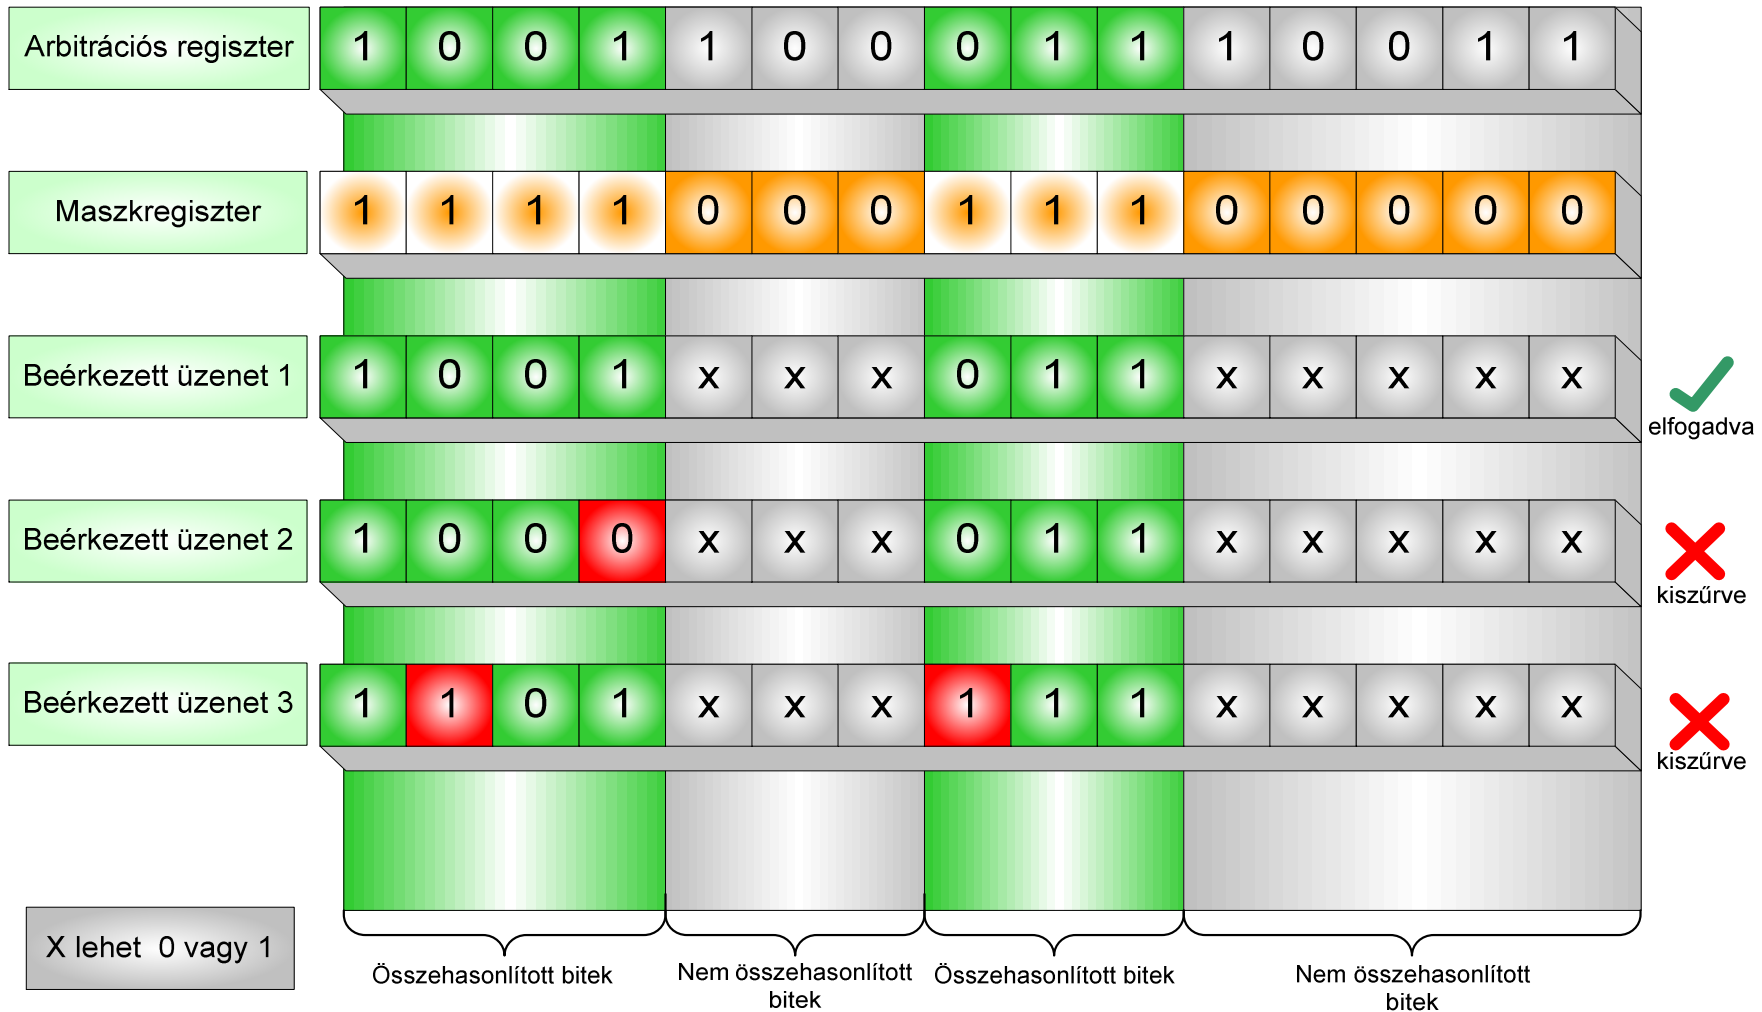 Arbitrációs regiszter 1 0 0 1 1 0 0 0 1 1 1 0 0 1 1
Maszkregiszter 1 1 1 1 0 0 0 1 1 1 0 0 0 0 0
Beérkezett üzenet 1 1 0 0 1 x x x 0 1 1 x x x x x
elfogadva
Beérkezett üzenet 2 1 0 0 0 x x x 0 1 1 x x x x x
kiszűrve
Beérkezett üzenet 3 1 1 0 1 x x x 1 1 1 x x x x x
kiszűrve
X lehet 0 vagy 1
Összehasonlított bitek
Nem összehasonlított
bitek
Összehasonlított bitek
Nem összehasonlított
bitek